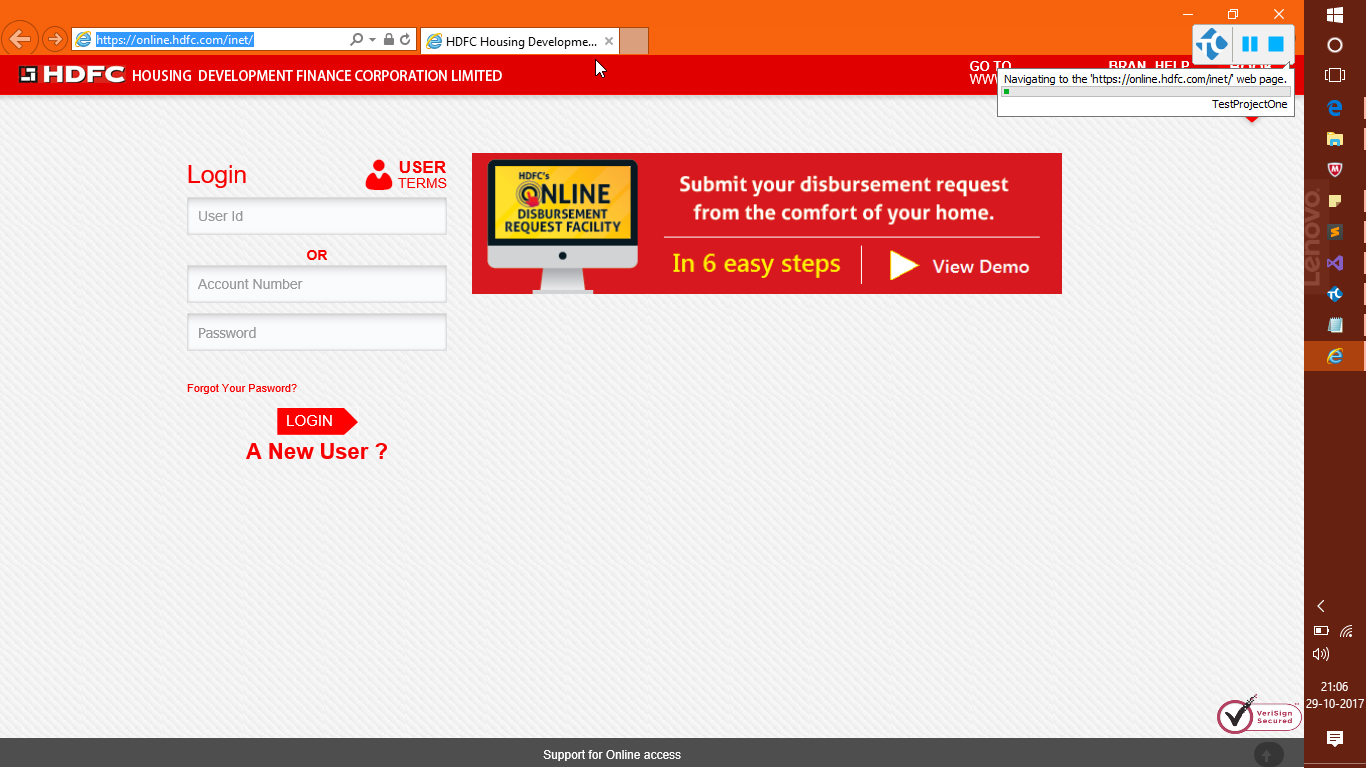 https://online.hdfc.com/inet/
HDFC Housing Developme...
HDFC HOUSING DEVELOPMENT FINANCE CORPORATION LIMITED
GO TO
BRAN
HELP
Navigating to the 'https://online.hdfc.com/inet/' web page.
TestProjectOne
Login
USER
TERMS
User Id
OR
Account Number
Password
Forgot Your Pasword?
LOGIN
A New User ?
HDFC's
ONLINE
DISBURSEMENT
REQUEST FACILITY
Submit your disbursement request
from the comfort of your home.
In 6 easy steps
View Demo
Lenovo
VeriSign
Secured
21:06
29-10-2017
Support for Online access